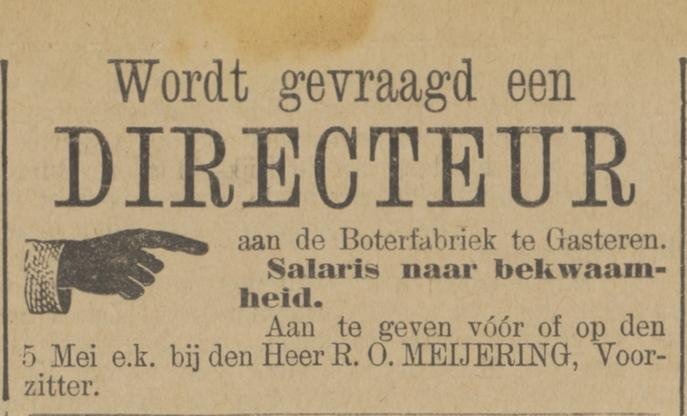 Wordt gevraagd een
DIRECTEUR
aan de Boterfabriek te Gasteren.
Salaris naar bekwaam-
heid.
Aan te geven vóór of op den
5 Mei e.k. bij den Heer R. O. MEIJERING, Voor-
zitter.